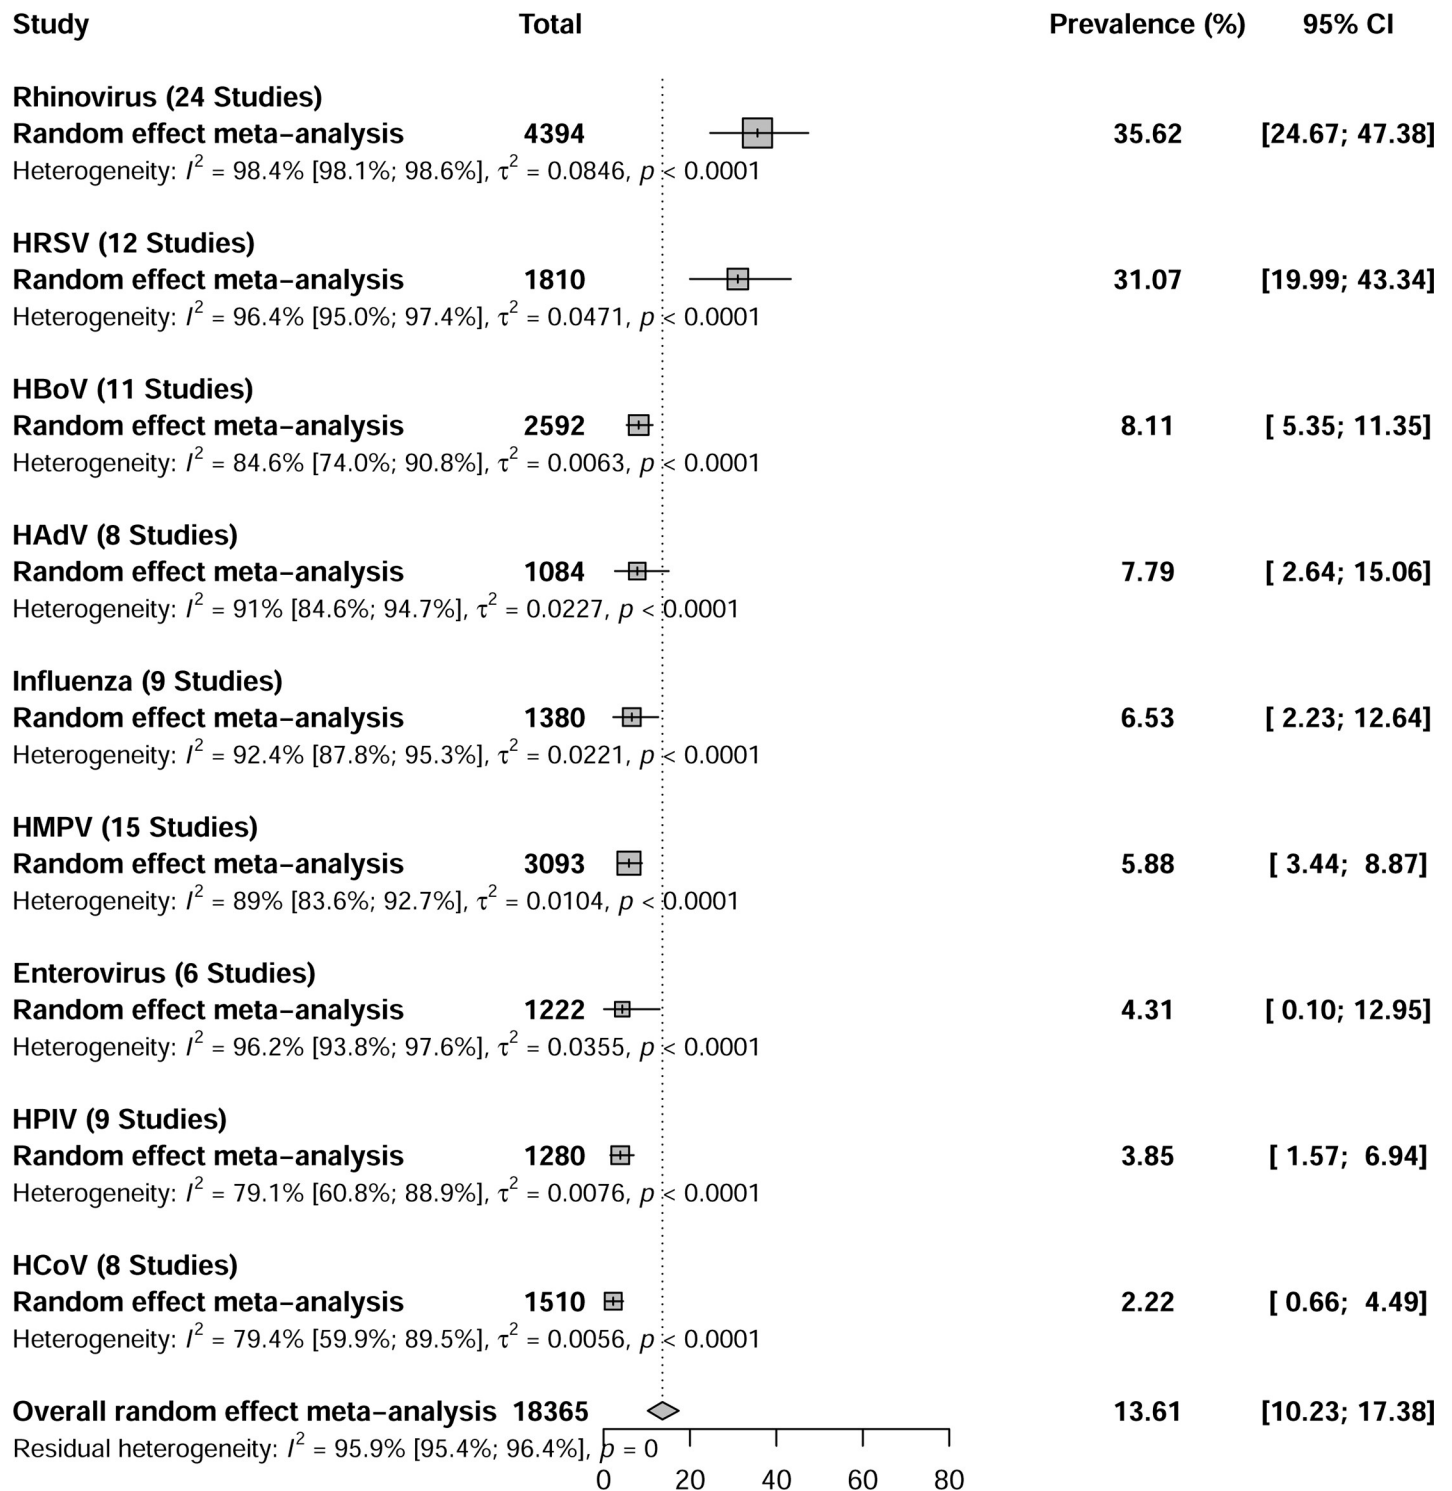 Study Total Prevalence (%) 95% CI
Rhinovirus (24 Studies)
Random effect meta−analysis 4394 35.62 [24.67; 47.38]
Heterogeneity: I² = 98.4% [98.1%; 98.6%], τ² = 0.0846, p < 0.0001
HRSV (12 Studies)
Random effect meta−analysis 1810 31.07 [19.99; 43.34]
Heterogeneity: I² = 96.4% [95.0%; 97.4%], τ² = 0.0471, p < 0.0001
HBoV (11 Studies)
Random effect meta−analysis 2592 8.11 [ 5.35; 11.35]
Heterogeneity: I² = 84.6% [74.0%; 90.8%], τ² = 0.0063, p < 0.0001
HAdV (8 Studies)
Random effect meta−analysis 1084 7.79 [ 2.64; 15.06]
Heterogeneity: I² = 91% [84.6%; 94.7%], τ² = 0.0227, p < 0.0001
Influenza (9 Studies)
Random effect meta−analysis 1380 6.53 [ 2.23; 12.64]
Heterogeneity: I² = 92.4% [87.8%; 95.3%], τ² = 0.0221, p < 0.0001
HMPV (15 Studies)
Random effect meta−analysis 3093 5.88 [ 3.44; 8.87]
Heterogeneity: I² = 89% [83.6%; 92.7%], τ² = 0.0104, p < 0.0001
Enterovirus (6 Studies)
Random effect meta−analysis 1222 4.31 [ 0.10; 12.95]
Heterogeneity: I² = 96.2% [93.8%; 97.6%], τ² = 0.0355, p < 0.0001
HPIV (9 Studies)
Random effect meta−analysis 1280 3.85 [ 1.57; 6.94]
Heterogeneity: I² = 79.1% [60.8%; 88.9%], τ² = 0.0076, p < 0.0001
HCoV (8 Studies)
Random effect meta−analysis 1510 2.22 [ 0.66; 4.49]
Heterogeneity: I² = 79.4% [59.9%; 89.5%], τ² = 0.0056, p < 0.0001
Overall random effect meta−analysis 18365 13.61 [10.23; 17.38]
Residual heterogeneity: I² = 95.9% [95.4%; 96.4%], p = 0
0 20 40 60 80